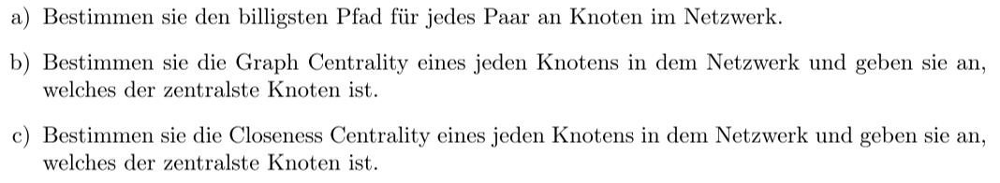 a) Bestimmen sie den billigsten Pfad für jedes Paar an Knoten im Netzwerk.
b) Bestimmen sie die Graph Centrality eines jeden Knotens in dem Netzwerk und geben sie an,
welches der zentralste Knoten ist.
c) Bestimmen sie die Closeness Centrality eines jeden Knotens in dem Netzwerk und geben sie an,
welches der zentralste Knoten ist.